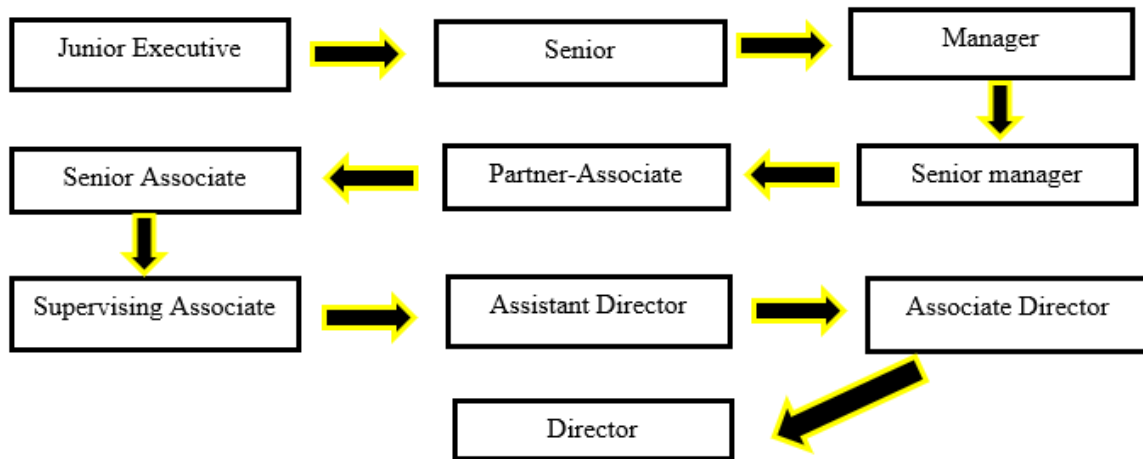 Junior Executive
Senior
Manager
Senior Associate
Partner-Associate
Senior manager
Supervising Associate
Assistant Director
Associate Director
Director